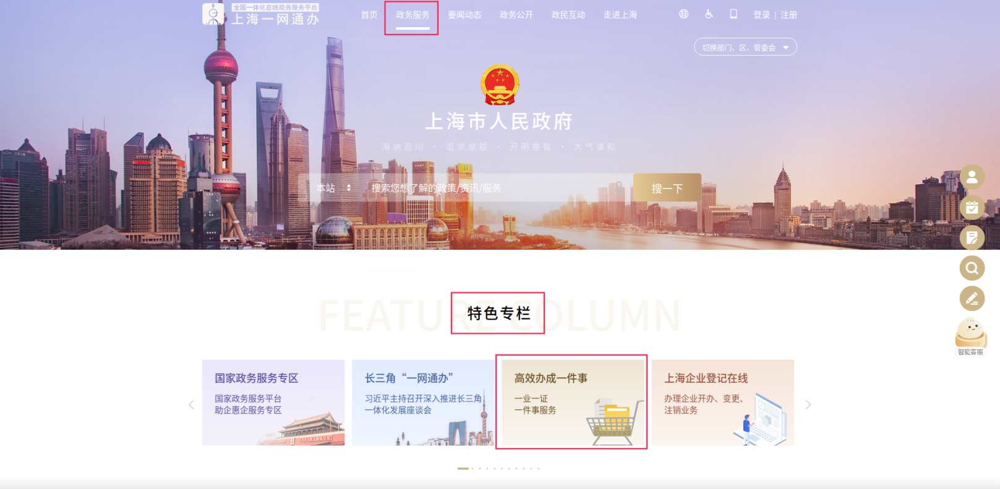 全国一体化在线政务服务平台
上海一网通办
首页 政务服务 要闻动态 政务公开 政民互动 走进上海 登录 | 注册
切换部门、区、管委会
上海市人民政府
海纳百川 · 追求卓越 · 开明睿智 · 大气谦和
本站 搜索您想了解的政策/资讯/服务 搜一下
FEATURE COLUMN
特色专栏
国家政务服务专区
国家政务服务平台
助企惠企服务专区
长三角“一网通办”
习近平主持召开深入推进长三角
一体化发展座谈会
高效办成一件事
一业一证
一件事服务
上海企业登记在线
办理企业开办、变更、
注销业务
智能客服